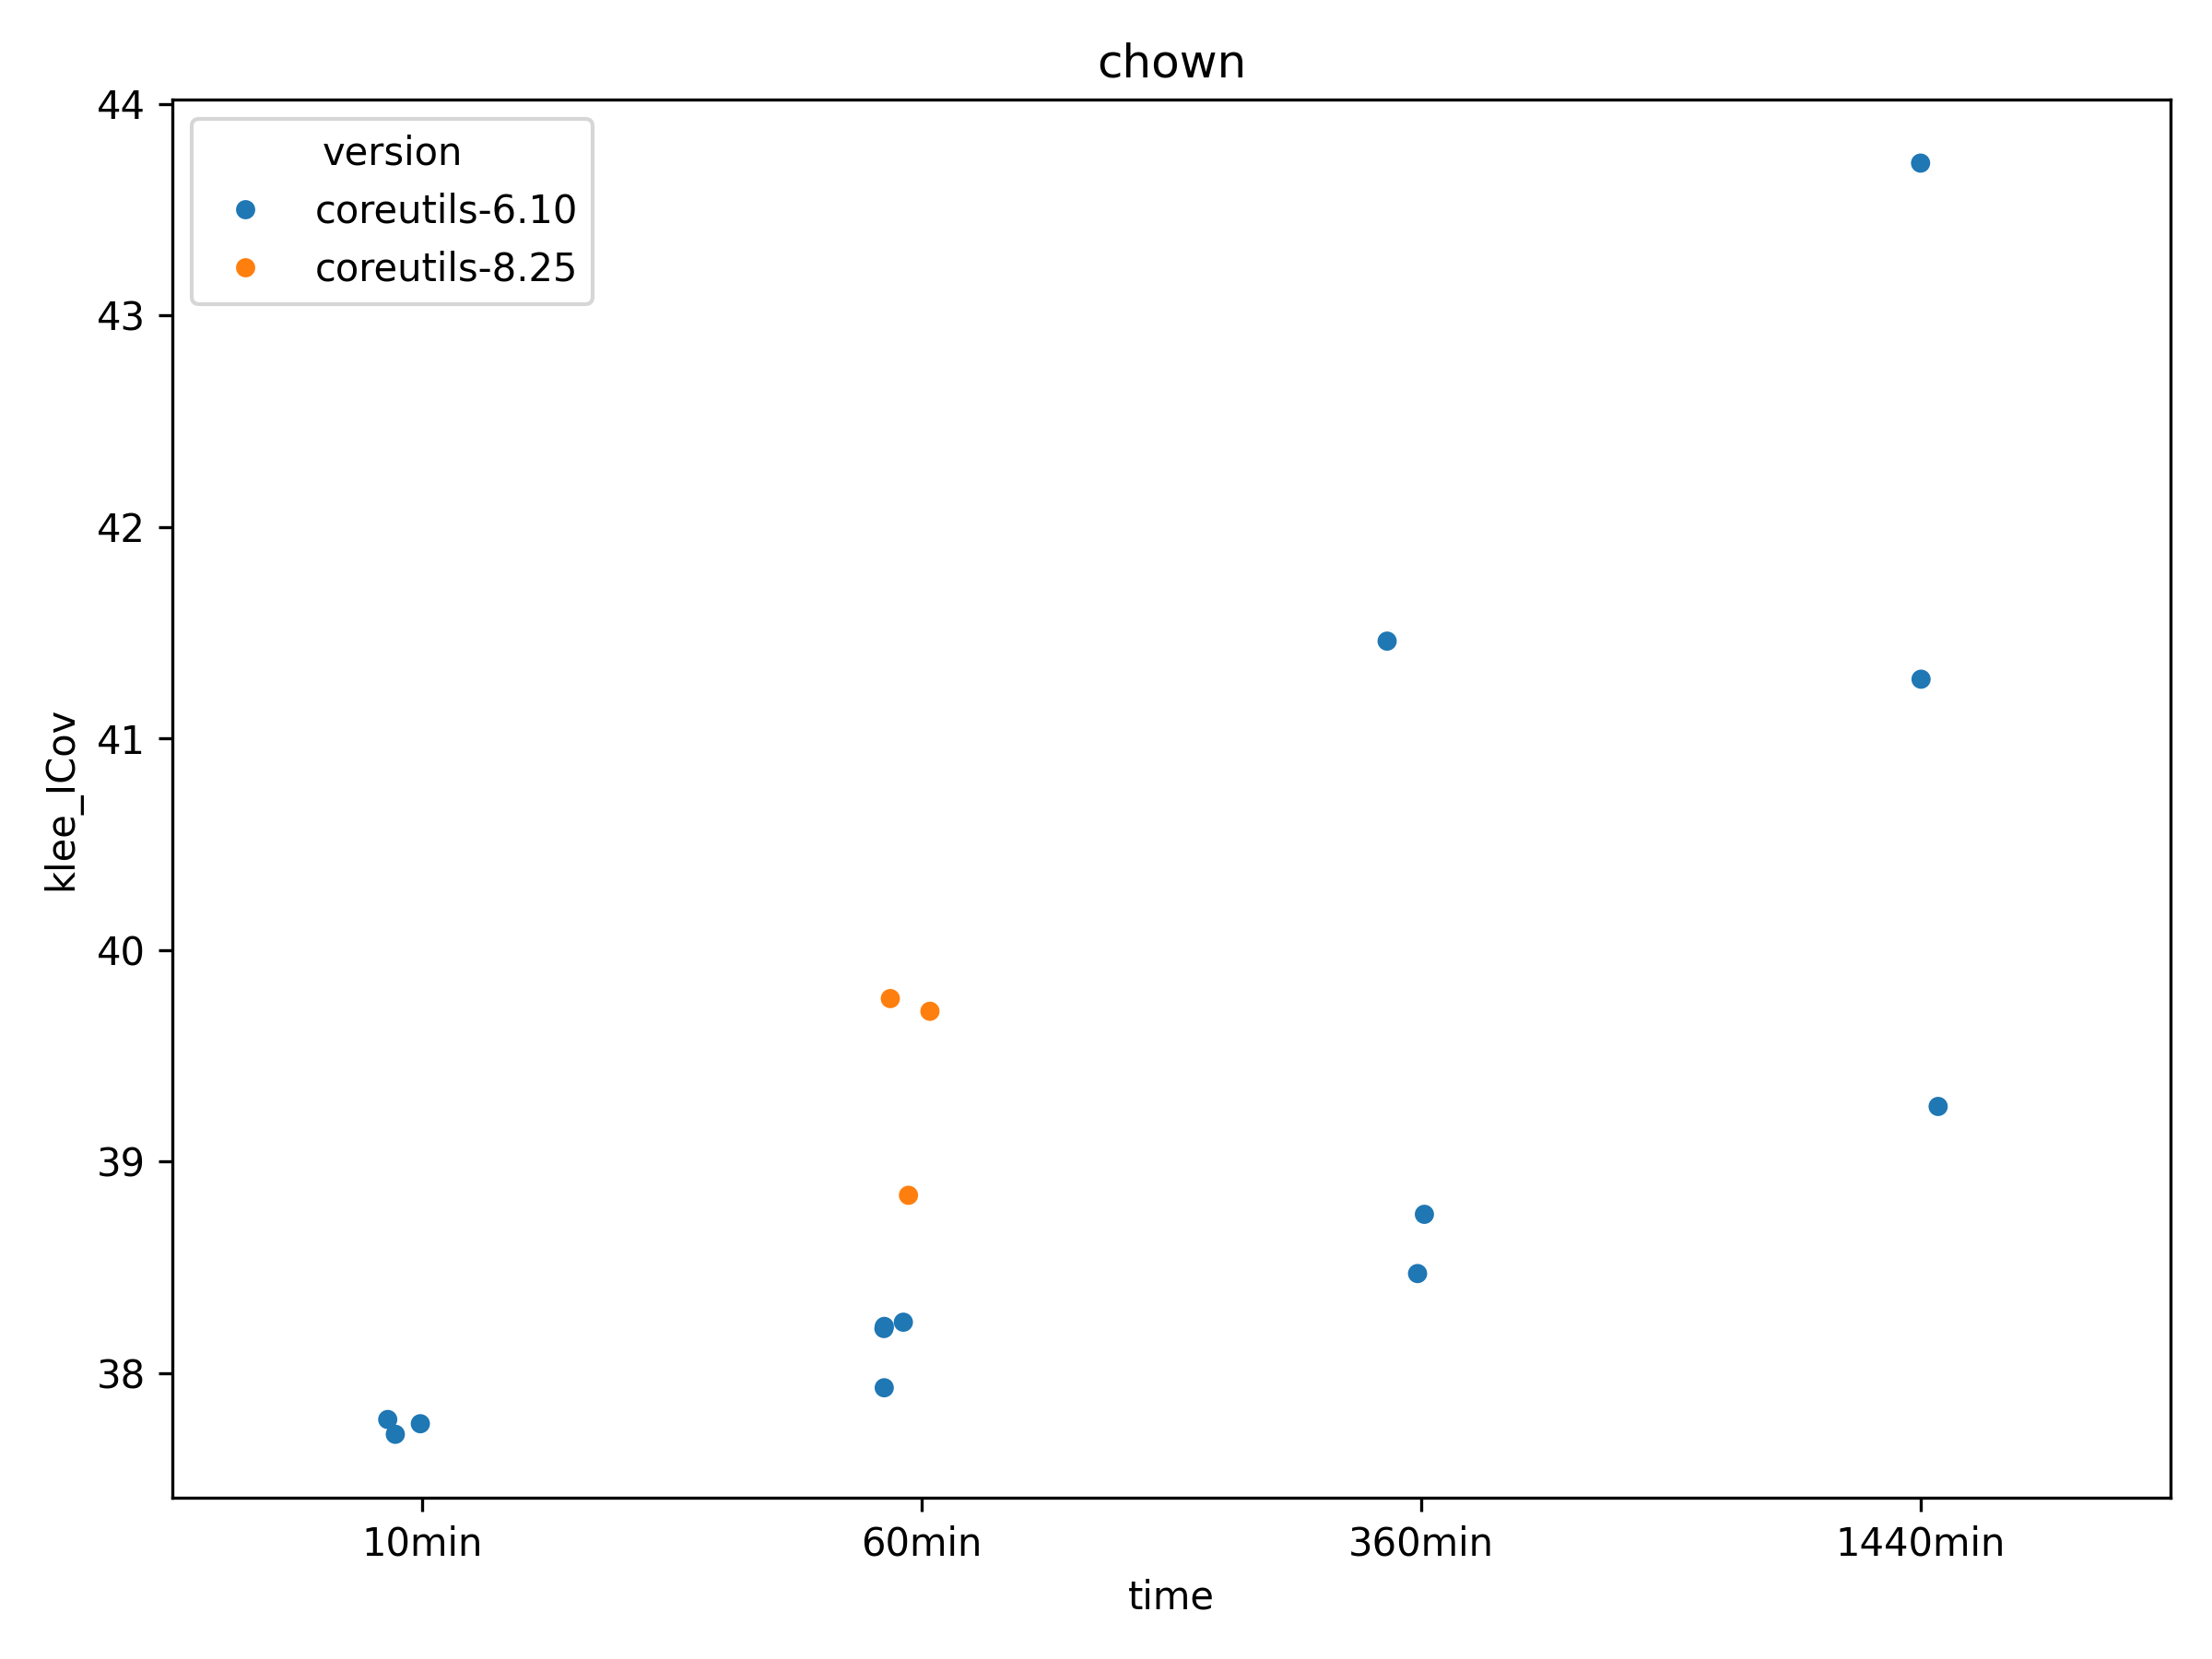 chown
version
coreutils-6.10
coreutils-8.25
klee_ICov
44
43
42
41
40
39
38
10min 60min 360min 1440min
time